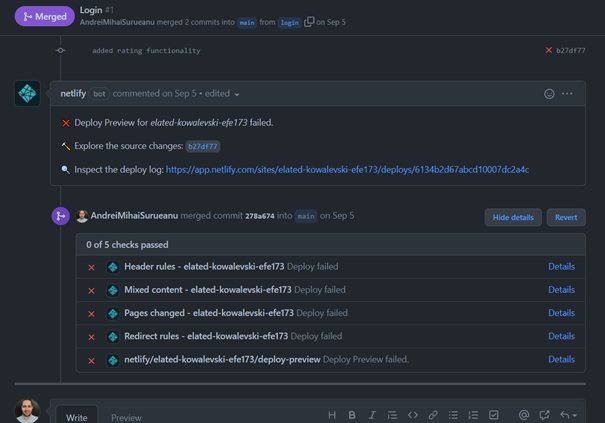 Merged
Login #1
AndreiMihaiSurueanu merged 2 commits into main from login on Sep 5
added rating functionality
b27df77
netlify bot commented on Sep 5 • edited
Deploy Preview for elated-kowalevski-efe173 failed.
Explore the source changes: b27df77
Inspect the deploy log: https://app.netlify.com/sites/elated-kowalevski-efe173/deploys/6134b2d67abcd10007dc2a4c
AndreiMihaiSurueanu merged commit 278a674 into main on Sep 5
Hide details
Revert
0 of 5 checks passed
Header rules - elated-kowalevski-efe173 Deploy failed Details
Mixed content - elated-kowalevski-efe173 Deploy failed Details
Pages changed - elated-kowalevski-efe173 Deploy failed Details
Redirect rules - elated-kowalevski-efe173 Deploy failed Details
netlify/elated-kowalevski-efe173/deploy-preview Deploy Preview failed. Details
Write Preview